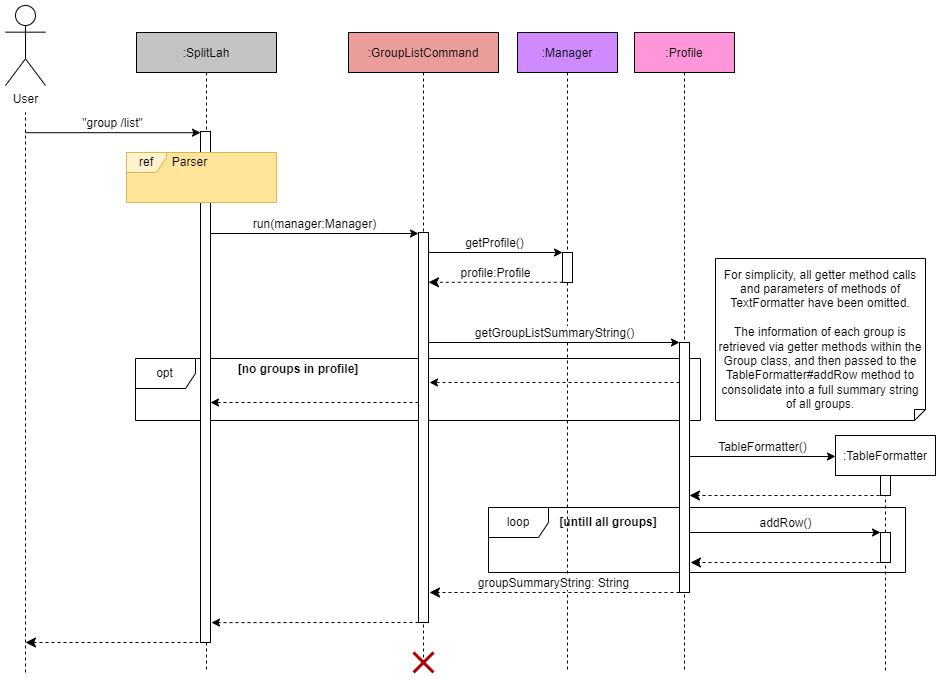 User
:SplitLah
:GroupListCommand
:Manager
:Profile
"group /list"
ref
Parser
run(manager:Manager)
getProfile()
profile:Profile
For simplicity, all getter method calls
and parameters of methods of
TextFormatter have been omitted.
The information of each group is
retrieved via getter methods within the
Group class, and then passed to the
TableFormatter#addRow method to
consolidate into a full summary string
of all groups.
getGroupListSummaryString()
opt
[no groups in profile]
TableFormatter()
:TableFormatter
loop
[untill all groups]
addRow()
groupSummaryString: String